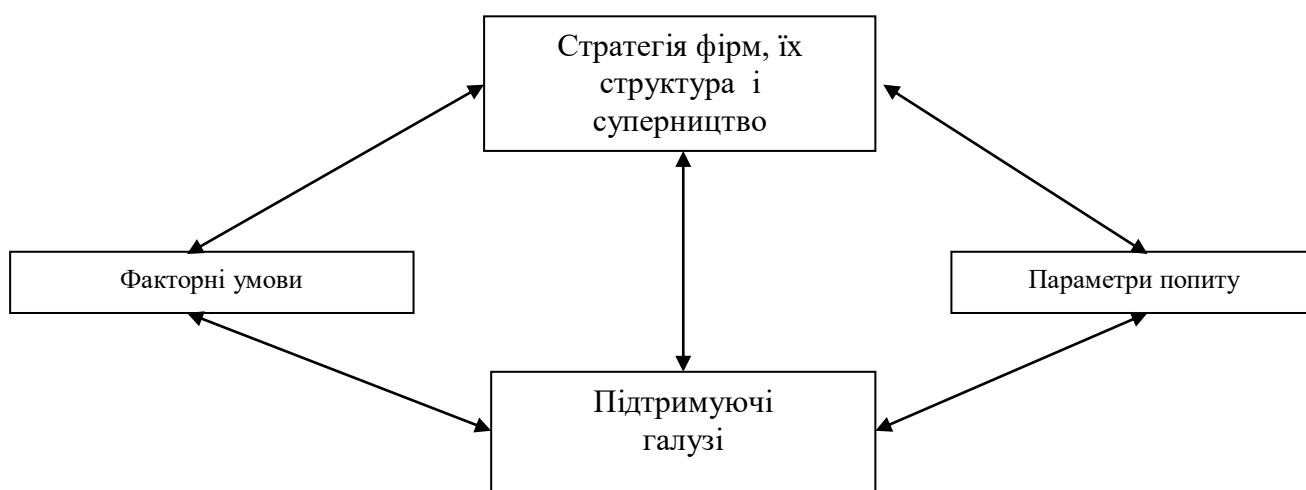 Стратегія фірм, їх
структура і
суперництво
Факторні умови
Параметри попиту
Підтримуючі
галузі